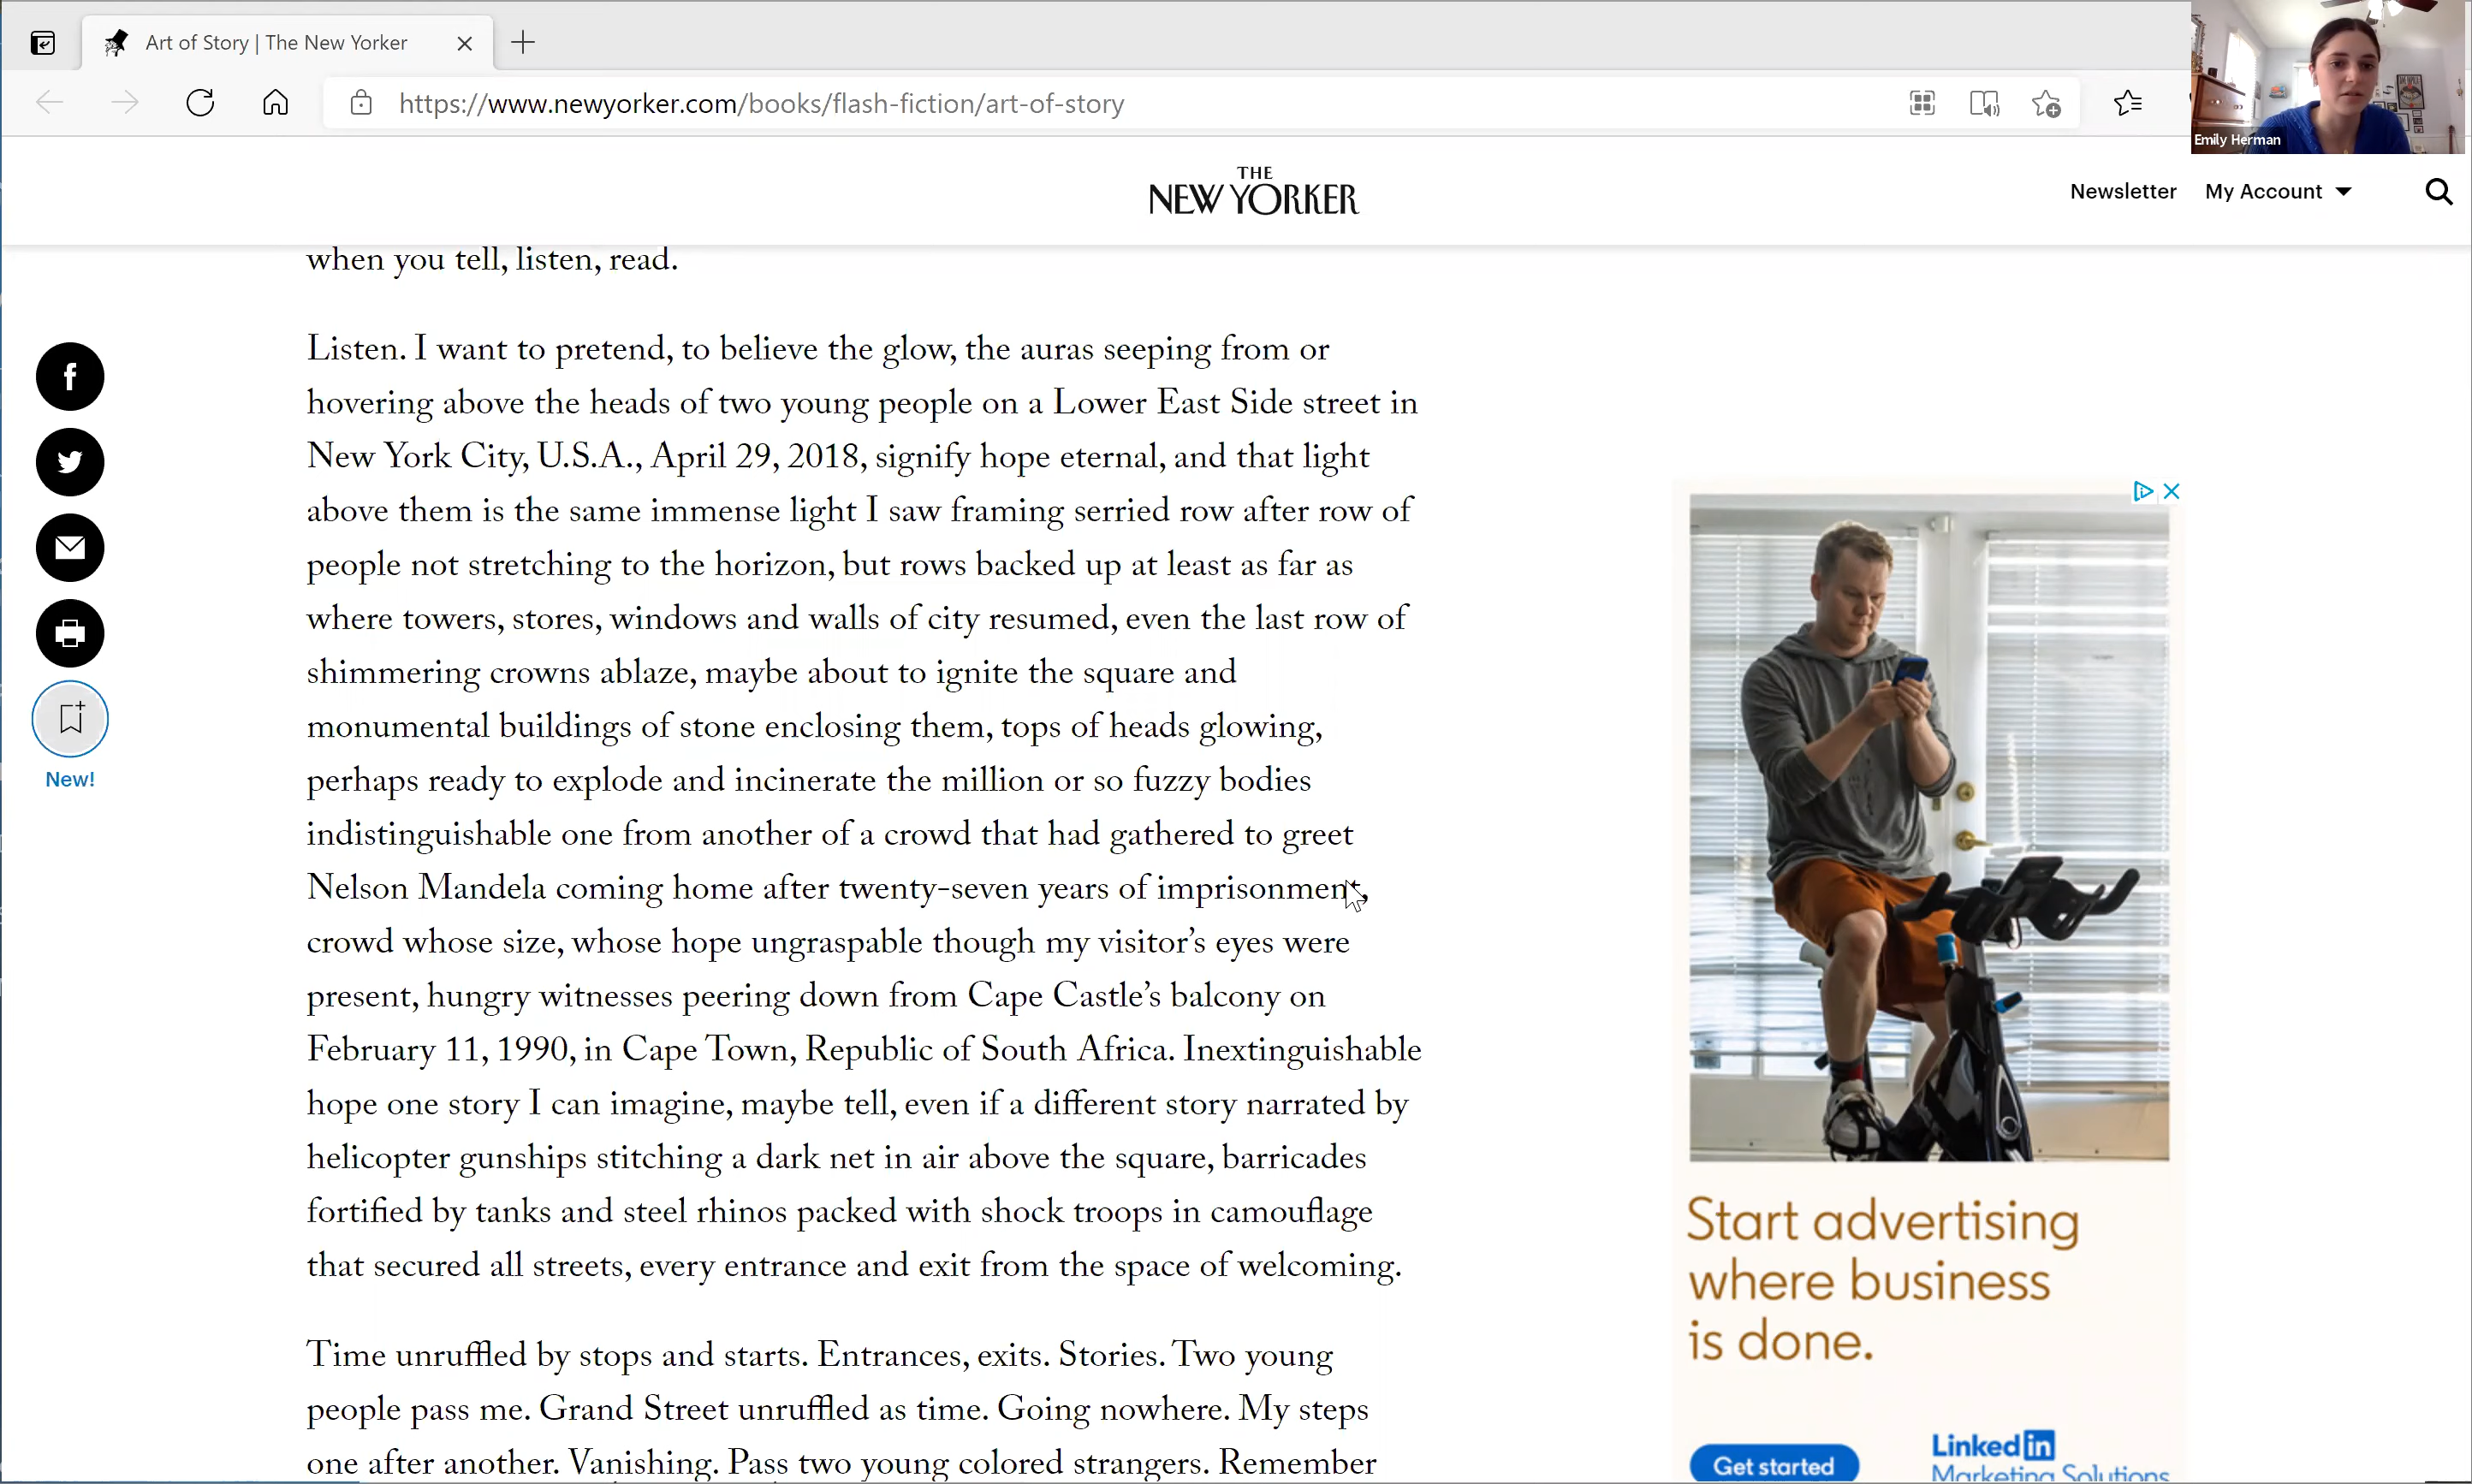 Art of Story | The New Yorker
https://www.newyorker.com/books/flash-fiction/art-of-story
Emily Herman
THE
NEW YORKER
Newsletter My Account
when you tell, listen, read.
Listen. I want to pretend, to believe the glow, the auras seeping from or
hovering above the heads of two young people on a Lower East Side street in
New York City, U.S.A., April 29, 2018, signify hope eternal, and that light
above them is the same immense light I saw framing serried row after row of
people not stretching to the horizon, but rows backed up at least as far as
where towers, stores, windows and walls of city resumed, even the last row of
shimmering crowns ablaze, maybe about to ignite the square and
monumental buildings of stone enclosing them, tops of heads glowing,
perhaps ready to explode and incinerate the million or so fuzzy bodies
indistinguishable one from another of a crowd that had gathered to greet
Nelson Mandela coming home after twenty-seven years of imprisonment,
crowd whose size, whose hope ungraspable though my visitor's eyes were
present, hungry witnesses peering down from Cape Castle's balcony on
February 11, 1990, in Cape Town, Republic of South Africa. Inextinguishable
hope one story I can imagine, maybe tell, even if a different story narrated by
helicopter gunships stitching a dark net in air above the square, barricades
fortified by tanks and steel rhinos packed with shock troops in camouflage
that secured all streets, every entrance and exit from the space of welcoming.
Time unruffled by stops and starts. Entrances, exits. Stories. Two young
people pass me. Grand Street unruffled as time. Going nowhere. My steps
one after another. Vanishing. Pass two young colored strangers. Remember
New!
Start advertising
where business
is done.
Get started
Linked in
Marketing Solutions